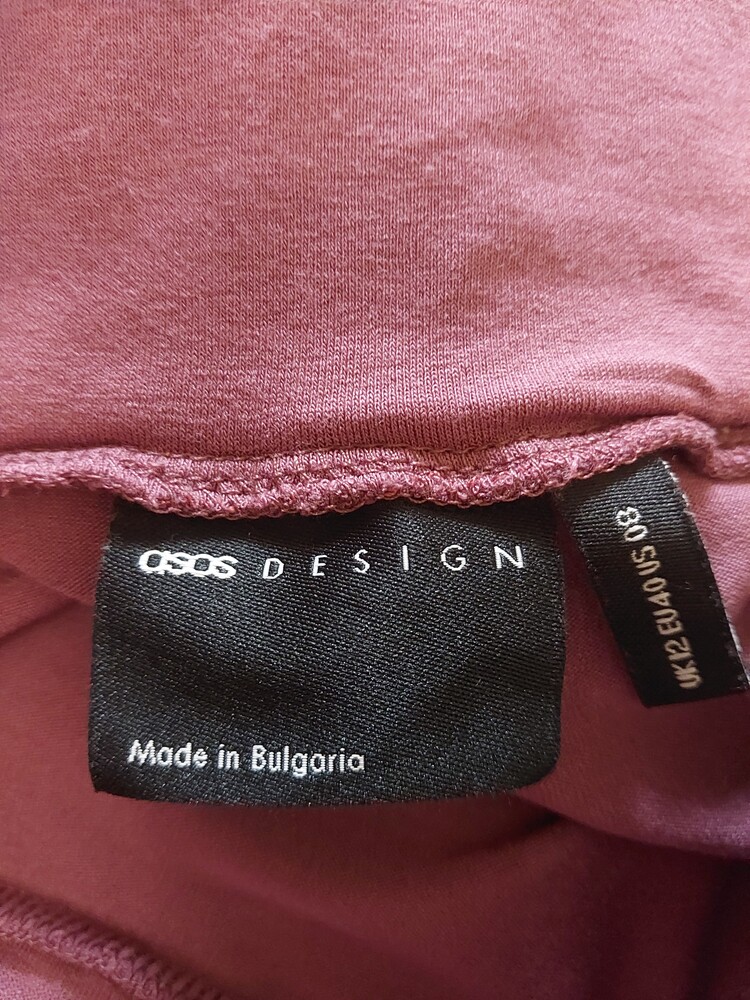 asos DESIGN
Made in Bulgaria
UK12 EU40 US 08